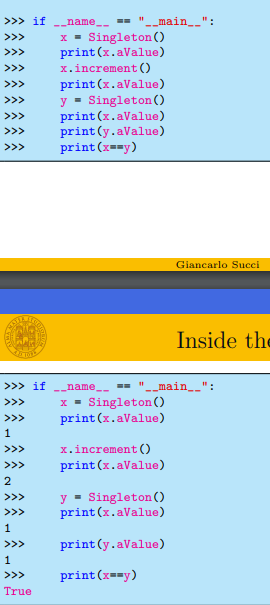 >>> if __name__ == "__main__":
>>>     x = Singleton()
>>>     print(x.aValue)
>>>     x.increment()
>>>     print(x.aValue)
>>>     y = Singleton()
>>>     print(x.aValue)
>>>     print(y.aValue)
>>>     print(x==y)
Giancarlo Succi
Inside the
>>> if __name__ == "__main__":
>>>     x = Singleton()
>>>     print(x.aValue)
1
>>>     x.increment()
>>>     print(x.aValue)
2
>>>     y = Singleton()
>>>     print(x.aValue)
1
>>>     print(y.aValue)
1
>>>     print(x==y)
True